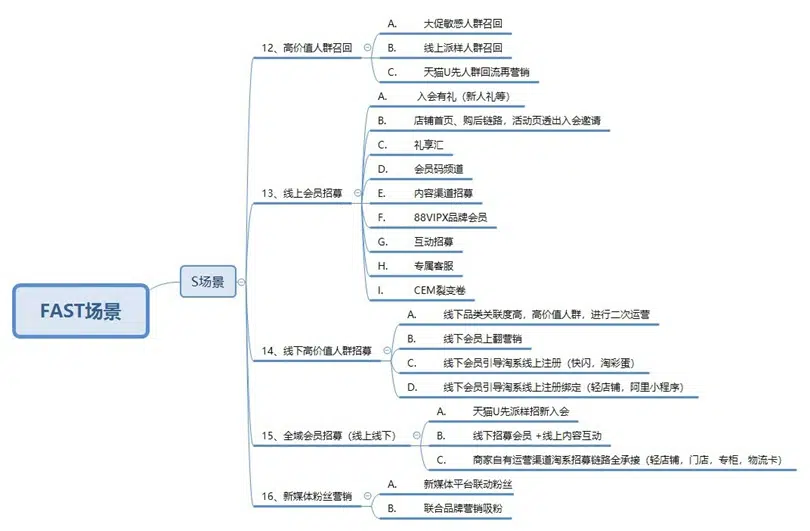 FAST场景
S场景
12、高价值人群召回
A. 大促敏感人群召回
B. 线上派样人群召回
C. 天猫U先人群回流再营销
13、线上会员招募
A. 入会有礼（新人礼等）
B. 店铺首页、购后链路，活动页透出入会邀请
C. 礼享汇
D. 会员码频道
E. 内容渠道招募
F. 88VIPX品牌会员
G. 互动招募
H. 专属客服
I. CEM裂变卷
14、线下高价值人群招募
A. 线下品类关联度高，高价值人群，进行二次运营
B. 线下会员上翻营销
C. 线下会员引导淘系线上注册（快闪，淘彩蛋）
D. 线下会员引导淘系线上注册绑定（轻店铺，阿里小程序）
15、全域会员招募（线上线下）
A. 天猫U先派样招新入会
B. 线下招募会员 +线上内容互动
C. 商家自有运营渠道淘系招募链路全承接（轻店铺，门店，专柜，物流卡）
16、新媒体粉丝营销
A. 新媒体平台联动粉丝
B. 联合品牌营销吸粉